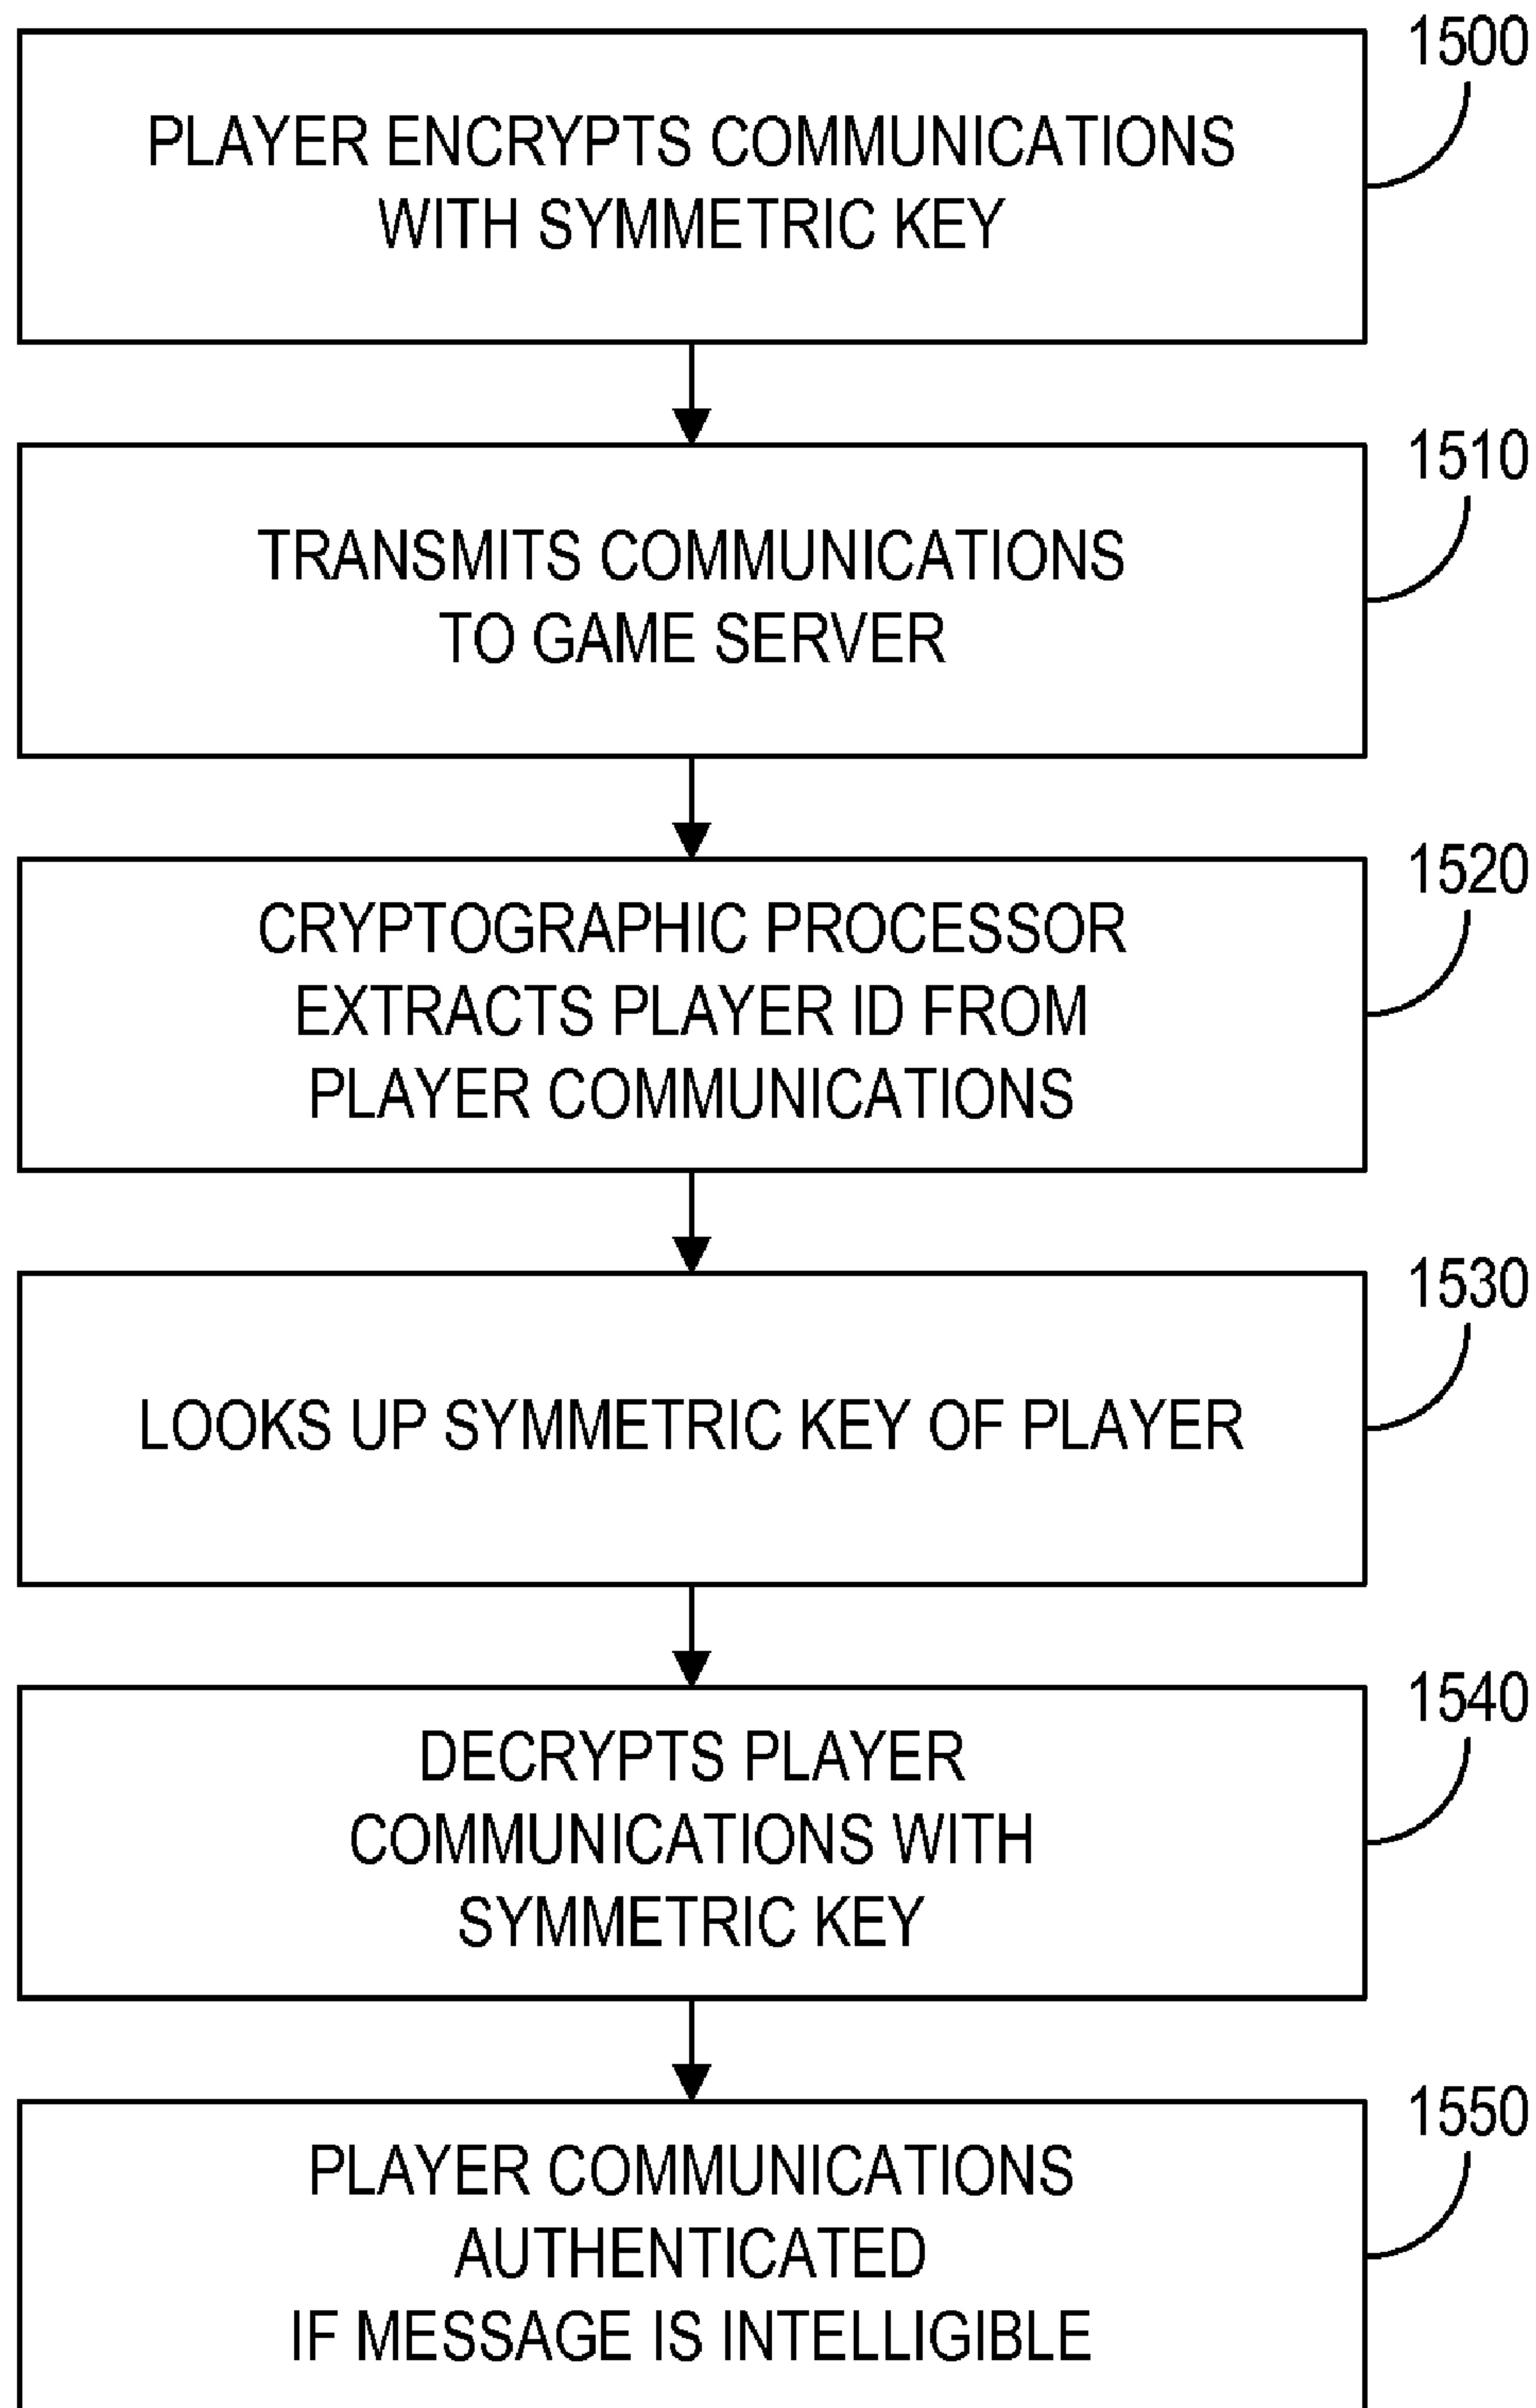 1500
PLAYER ENCRYPTS COMMUNICATIONS
WITH SYMMETRIC KEY
1510
TRANSMITS COMMUNICATIONS
TO GAME SERVER
1520
CRYPTOGRAPHIC PROCESSOR
EXTRACTS PLAYER ID FROM
PLAYER COMMUNICATIONS
1530
LOOKS UP SYMMETRIC KEY OF PLAYER
1540
DECRYPTS PLAYER
COMMUNICATIONS WITH
SYMMETRIC KEY
1550
PLAYER COMMUNICATIONS
AUTHENTICATED
IF MESSAGE IS INTELLIGIBLE